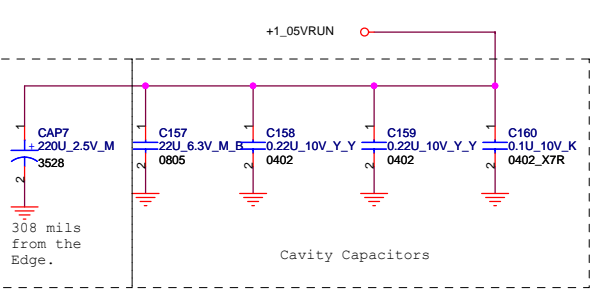 +1_05VRUN
1
CAP7
+ 220U_2.5V_M
3528
2
1
C157
22U_6.3V_M_B
0805
2
1
C158
0.22U_10V_Y_Y
0402
2
1
C159
0.22U_10V_Y_Y
0402
2
1
C160
0.1U_10V_K
0402_X7R
2
308 mils
from the
Edge.
Cavity Capacitors